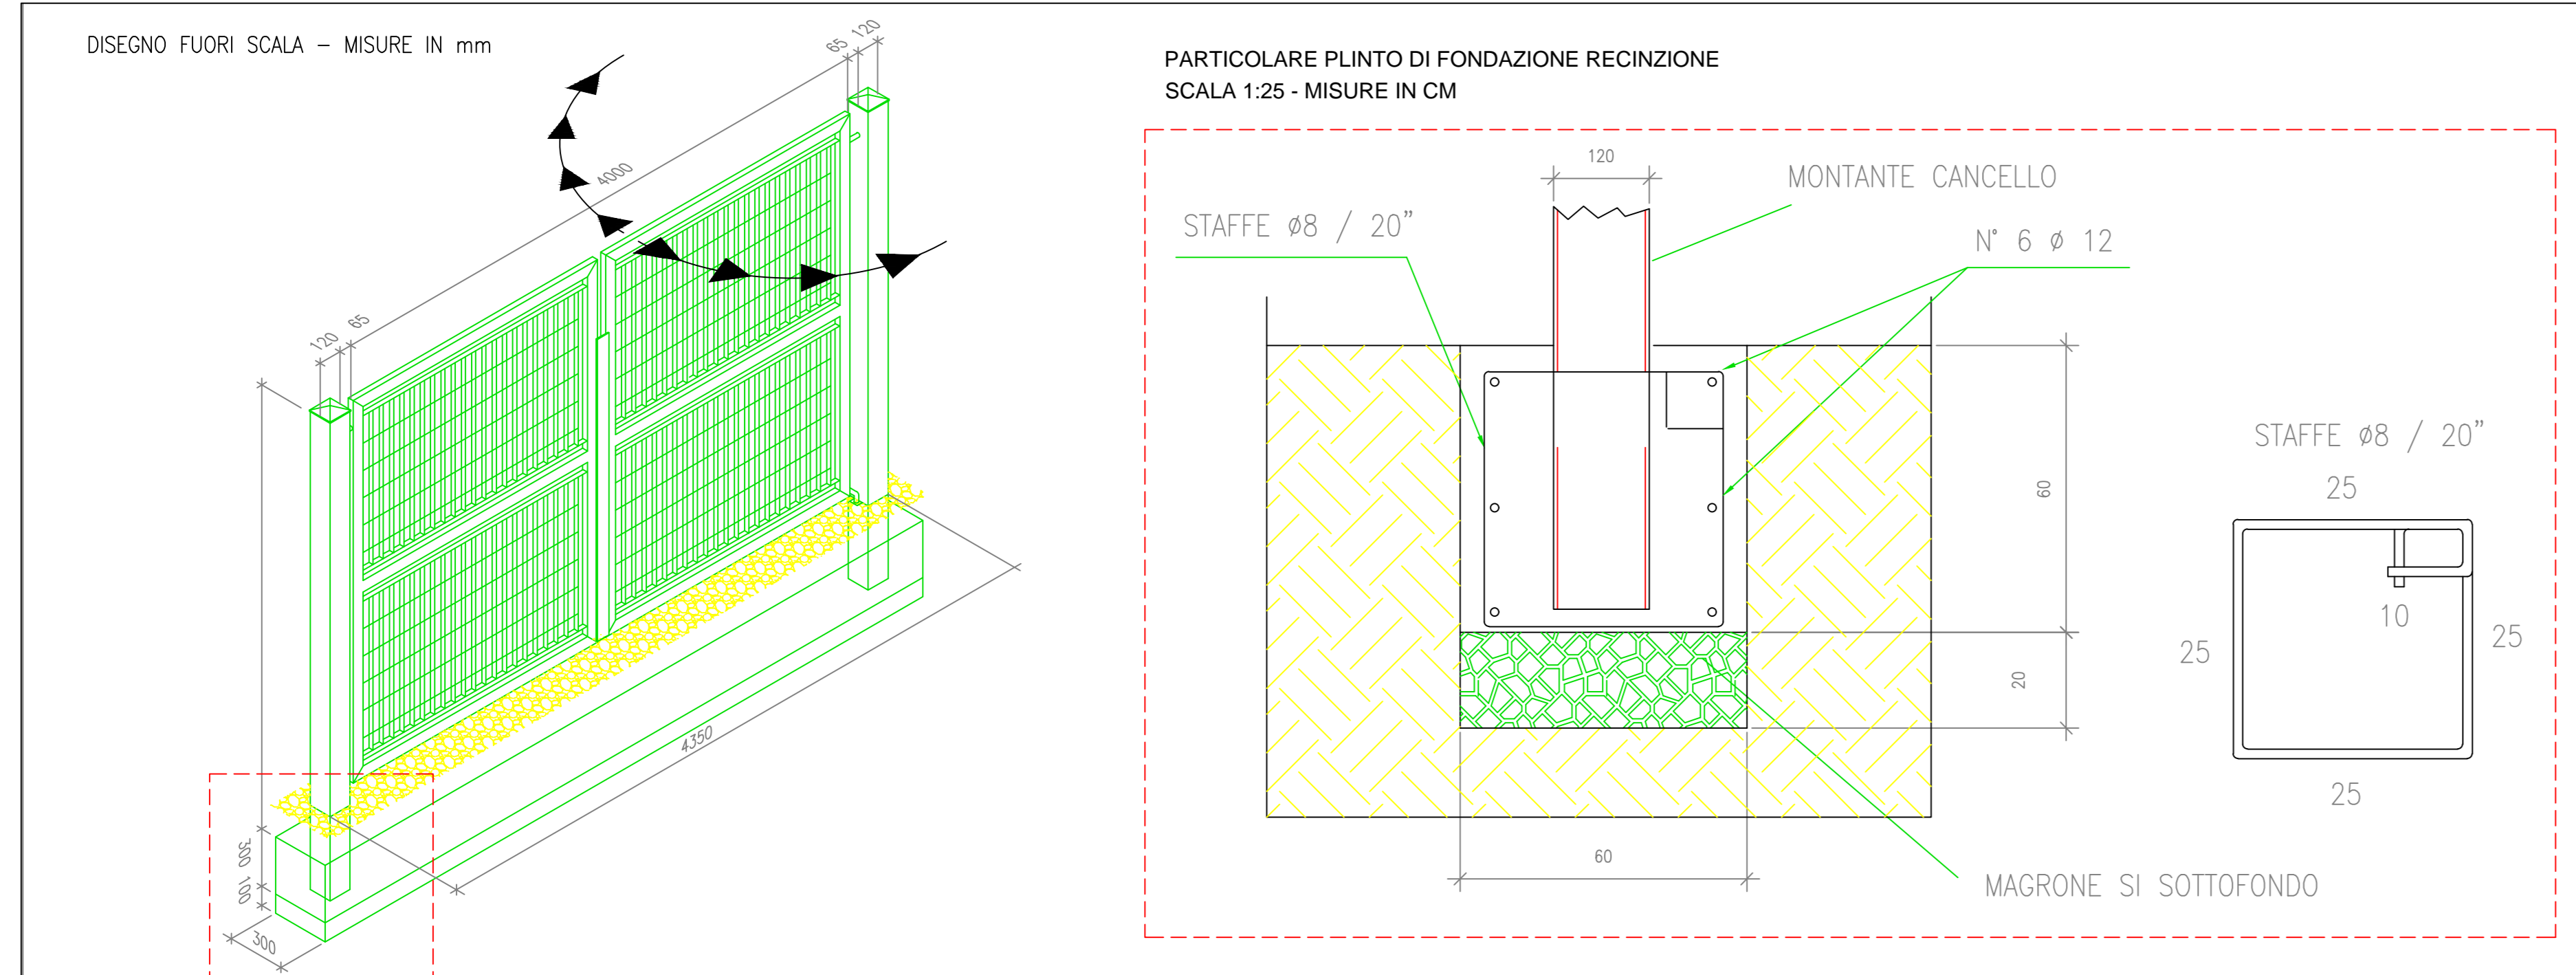 DISEGNO FUORI SCALA - MISURE IN mm
65
120
4000
120
65
4350
300
100
300
PARTICOLARE PLINTO DI FONDAZIONE RECINZIONE
SCALA 1:25 - MISURE IN CM
120
MONTANTE CANCELLO
STAFFE ø8 / 20"
N° 6 ø 12
60
20
60
MAGRONE SI SOTTOFONDO
STAFFE ø8 / 20"
25
10
25
25
25